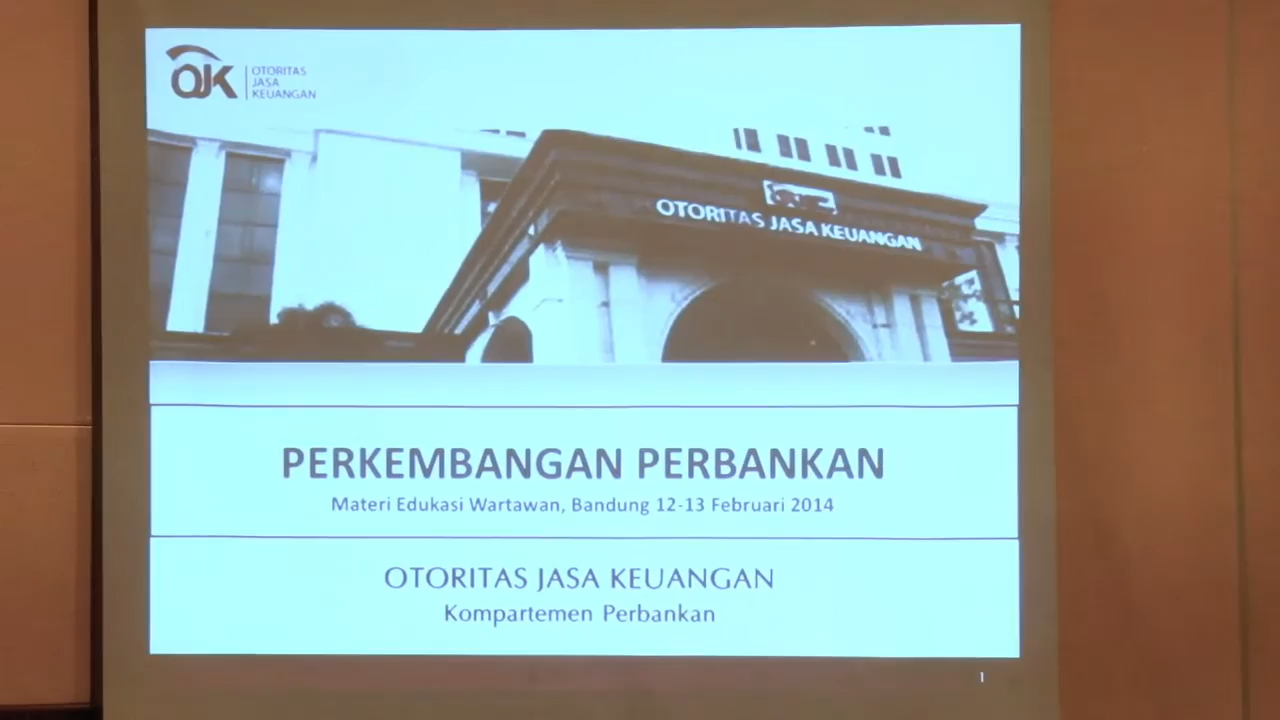 OJK
OTORITAS
JASA
KEUANGAN
OTORITAS JASA KEUANGAN
PERKEMBANGAN PERBANKAN
Materi Edukasi Wartawan, Bandung 12-13 Februari 2014
OTORITAS JASA KEUANGAN
Kompartemen Perbankan
1